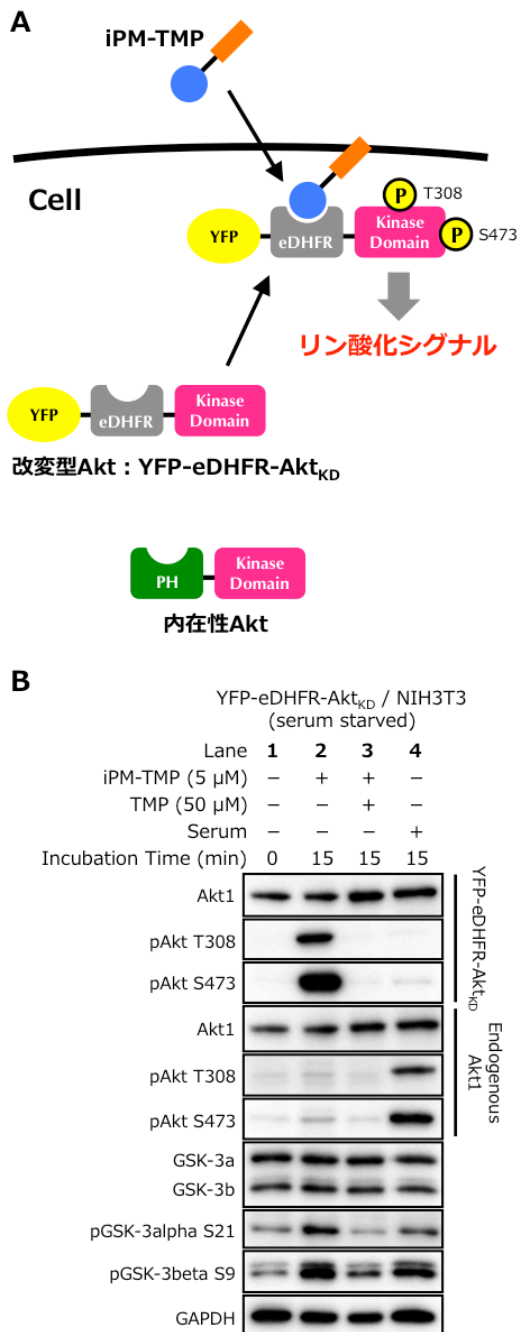 A
iPM-TMP
Cell
YFP
eDHFR
Kinase
Domain
P
T308
P
S473
リン酸化シグナル
YFP
eDHFR
Kinase
Domain
改変型Akt：YFP-eDHFR-AktKD
PH
Kinase
Domain
内在性Akt
B
YFP-eDHFR-AktKD / NIH3T3
(serum starved)
Lane 1 2 3 4
iPM-TMP (5 μM) − + + −
TMP (50 μM) − − + −
Serum − − − +
Incubation Time (min) 0 15 15 15
Akt1
pAkt T308
pAkt S473
YFP-eDHFR-AktKD
Akt1
pAkt T308
pAkt S473
Endogenous
Akt1
GSK-3a
GSK-3b
pGSK-3alpha S21
pGSK-3beta S9
GAPDH